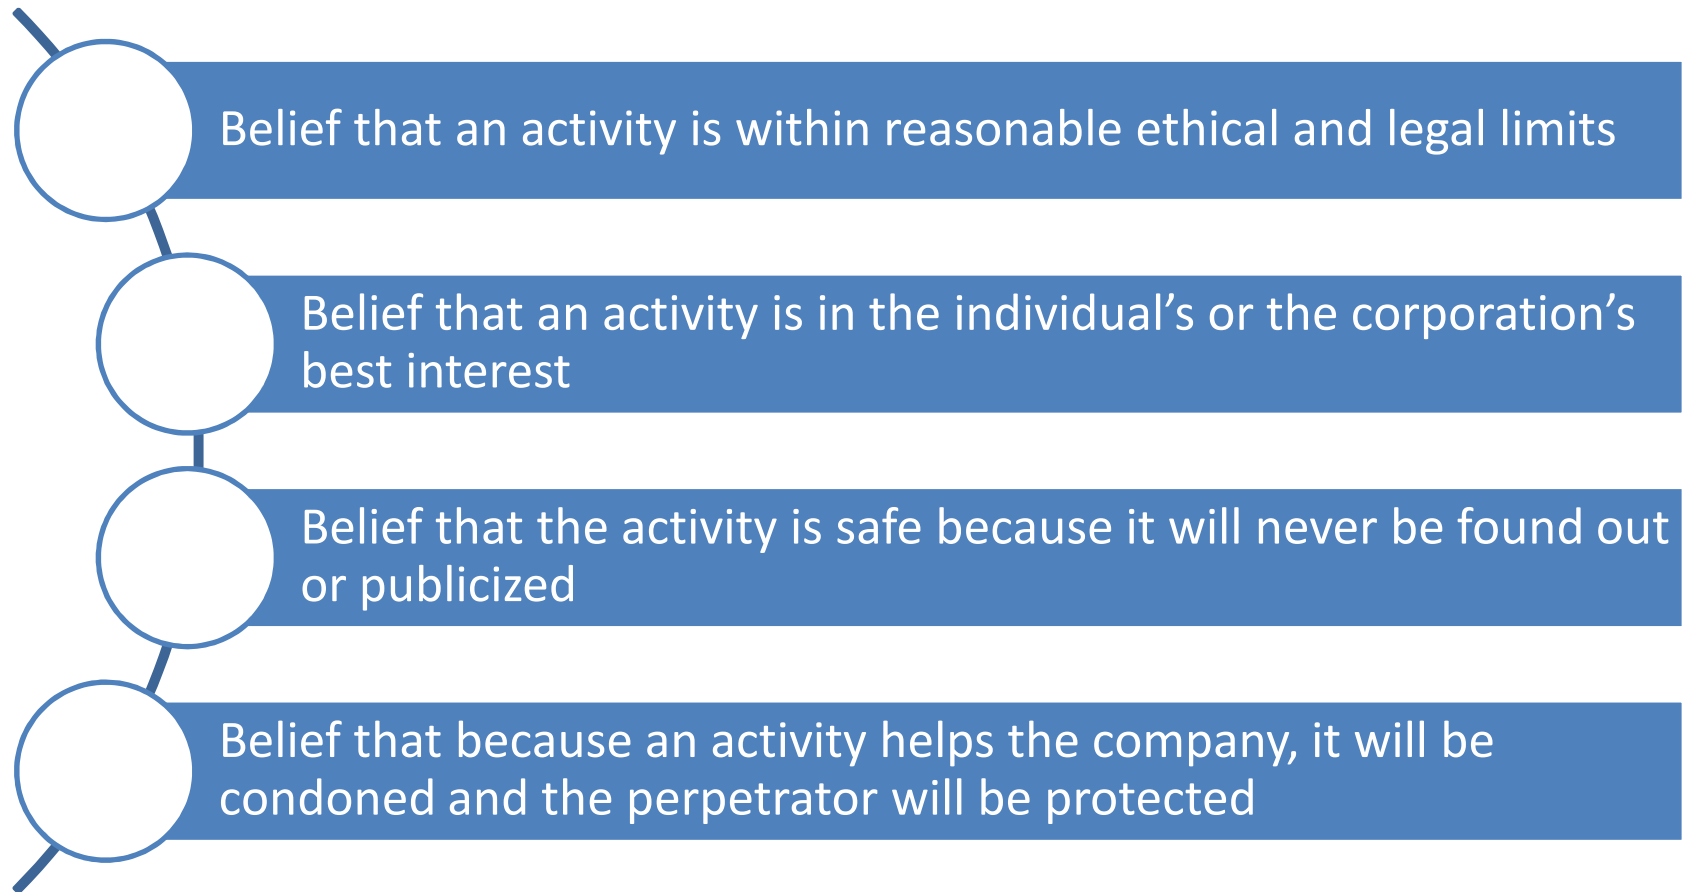 Belief that an activity is within reasonable ethical and legal limits
Belief that an activity is in the individual’s or the corporation’s
best interest
Belief that the activity is safe because it will never be found out
or publicized
Belief that because an activity helps the company, it will be
condoned and the perpetrator will be protected